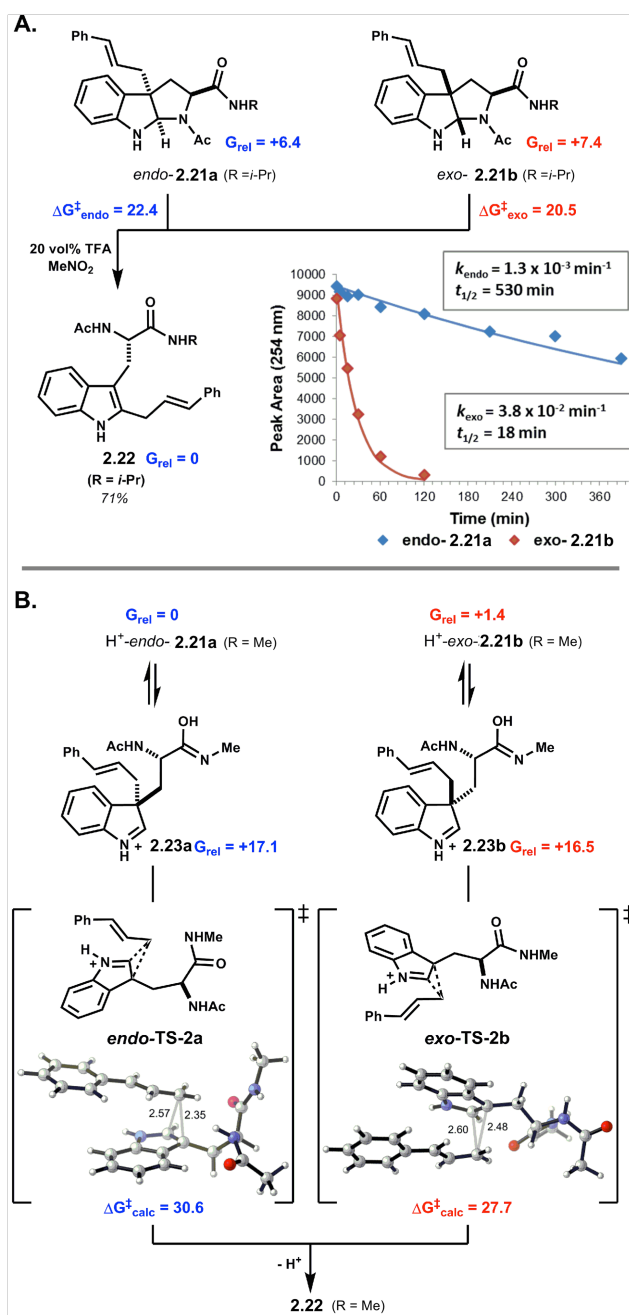 A.
Ph
O
NHR
N
H
H
N
Ac
G_rel = +6.4
endo- 2.21a (R =i-Pr)
ΔG‡_endo = 22.4
Ph
O
NHR
N
H
H
N
Ac
G_rel = +7.4
exo- 2.21b (R =i-Pr)
ΔG‡_exo = 20.5
20 vol% TFA
MeNO₂
O
AcHN
NHR
Ph
N
H
2.22 G_rel = 0
(R = i-Pr)
71%
k_endo = 1.3 x 10⁻³ min⁻¹
t_1/2 = 530 min
k_exo = 3.8 x 10⁻² min⁻¹
t_1/2 = 18 min
Peak Area (254 nm)
10000
9000
8000
7000
6000
5000
4000
3000
2000
1000
0
0 60 120 180 240 300 360
Time (min)
endo- 2.21a exo- 2.21b
B.
G_rel = 0
H⁺-endo- 2.21a (R = Me)
G_rel = +1.4
H⁺-exo- 2.21b (R = Me)
OH
AcHN
N
Me
Ph
NH
+ 2.23a G_rel = +17.1
OH
AcHN
N
Me
Ph
NH
+ 2.23b G_rel = +16.5
‡
Ph
H
N
+
NHMe
O
NHAc
endo-TS-2a
2.57
2.35
ΔG‡_calc = 30.6
‡
O
NHMe
NHAc
N
+
H
Ph
exo-TS-2b
2.60
2.48
ΔG‡_calc = 27.7
- H⁺
2.22 (R = Me)